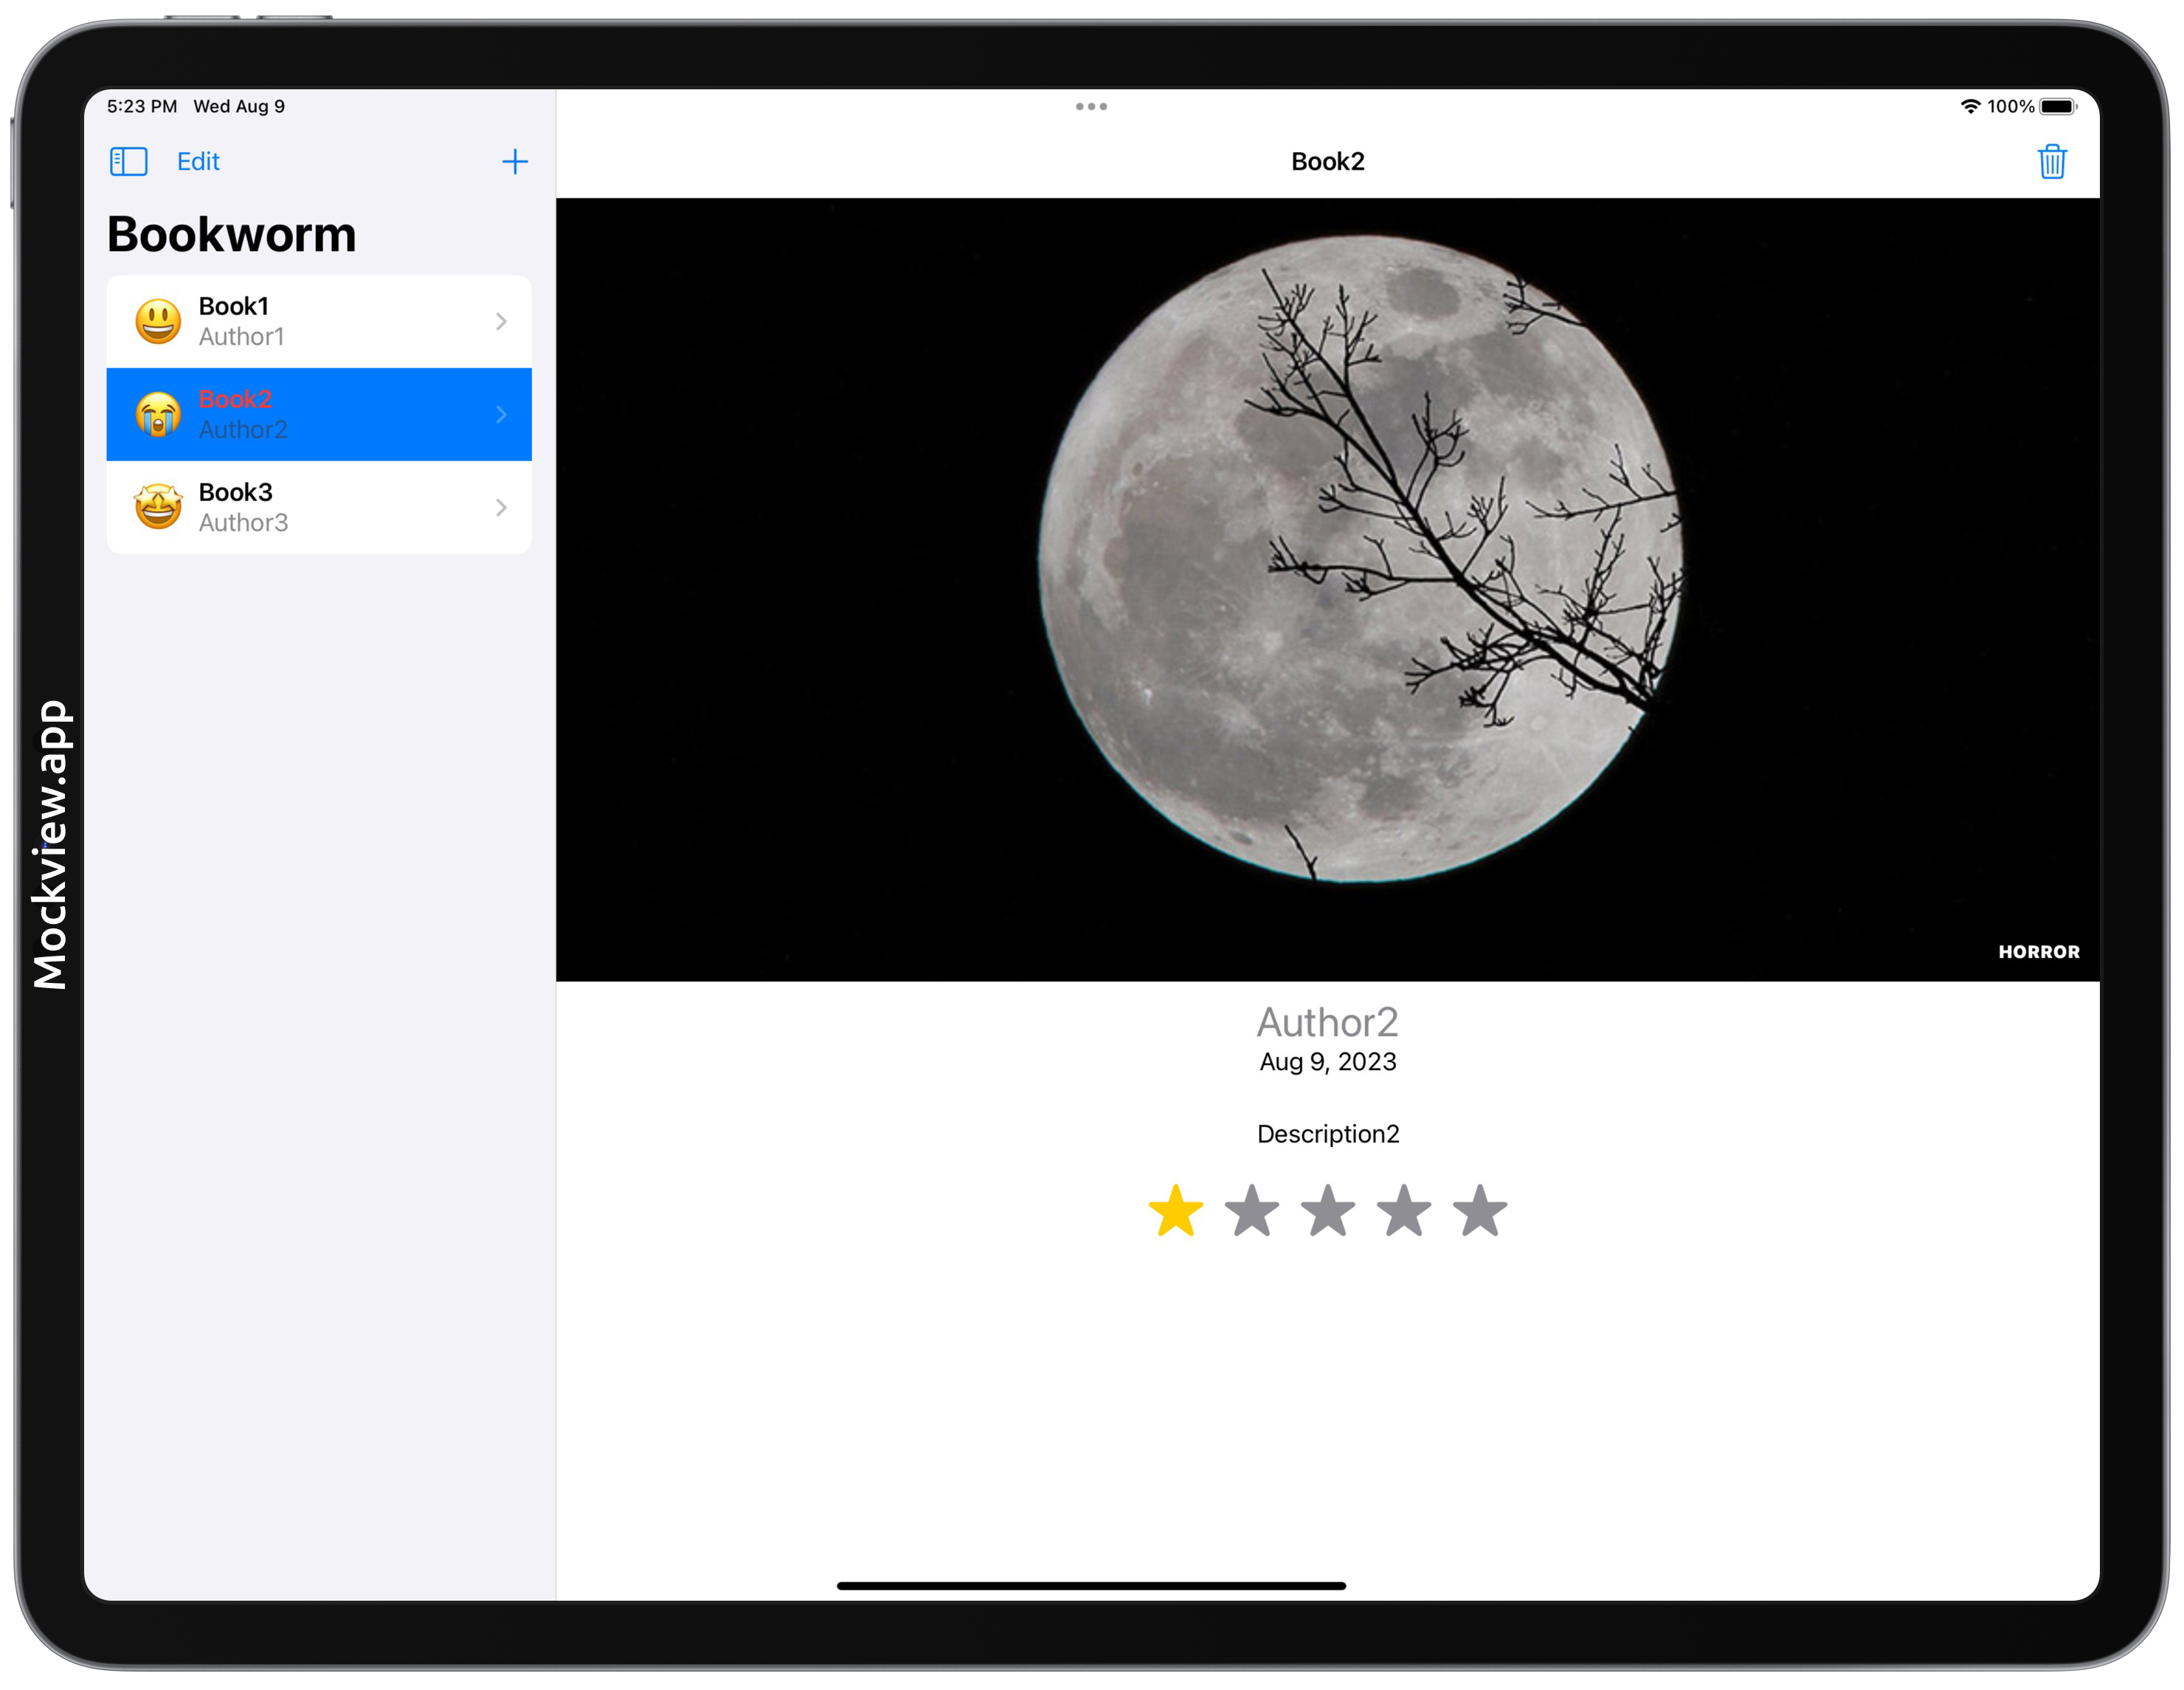 5:23 PM Wed Aug 9
100%
Edit
Book2
Bookworm
Book1
Author1
Book2
Author2
Book3
Author3
HORROR
Author2
Aug 9, 2023
Description2
Mockview.app